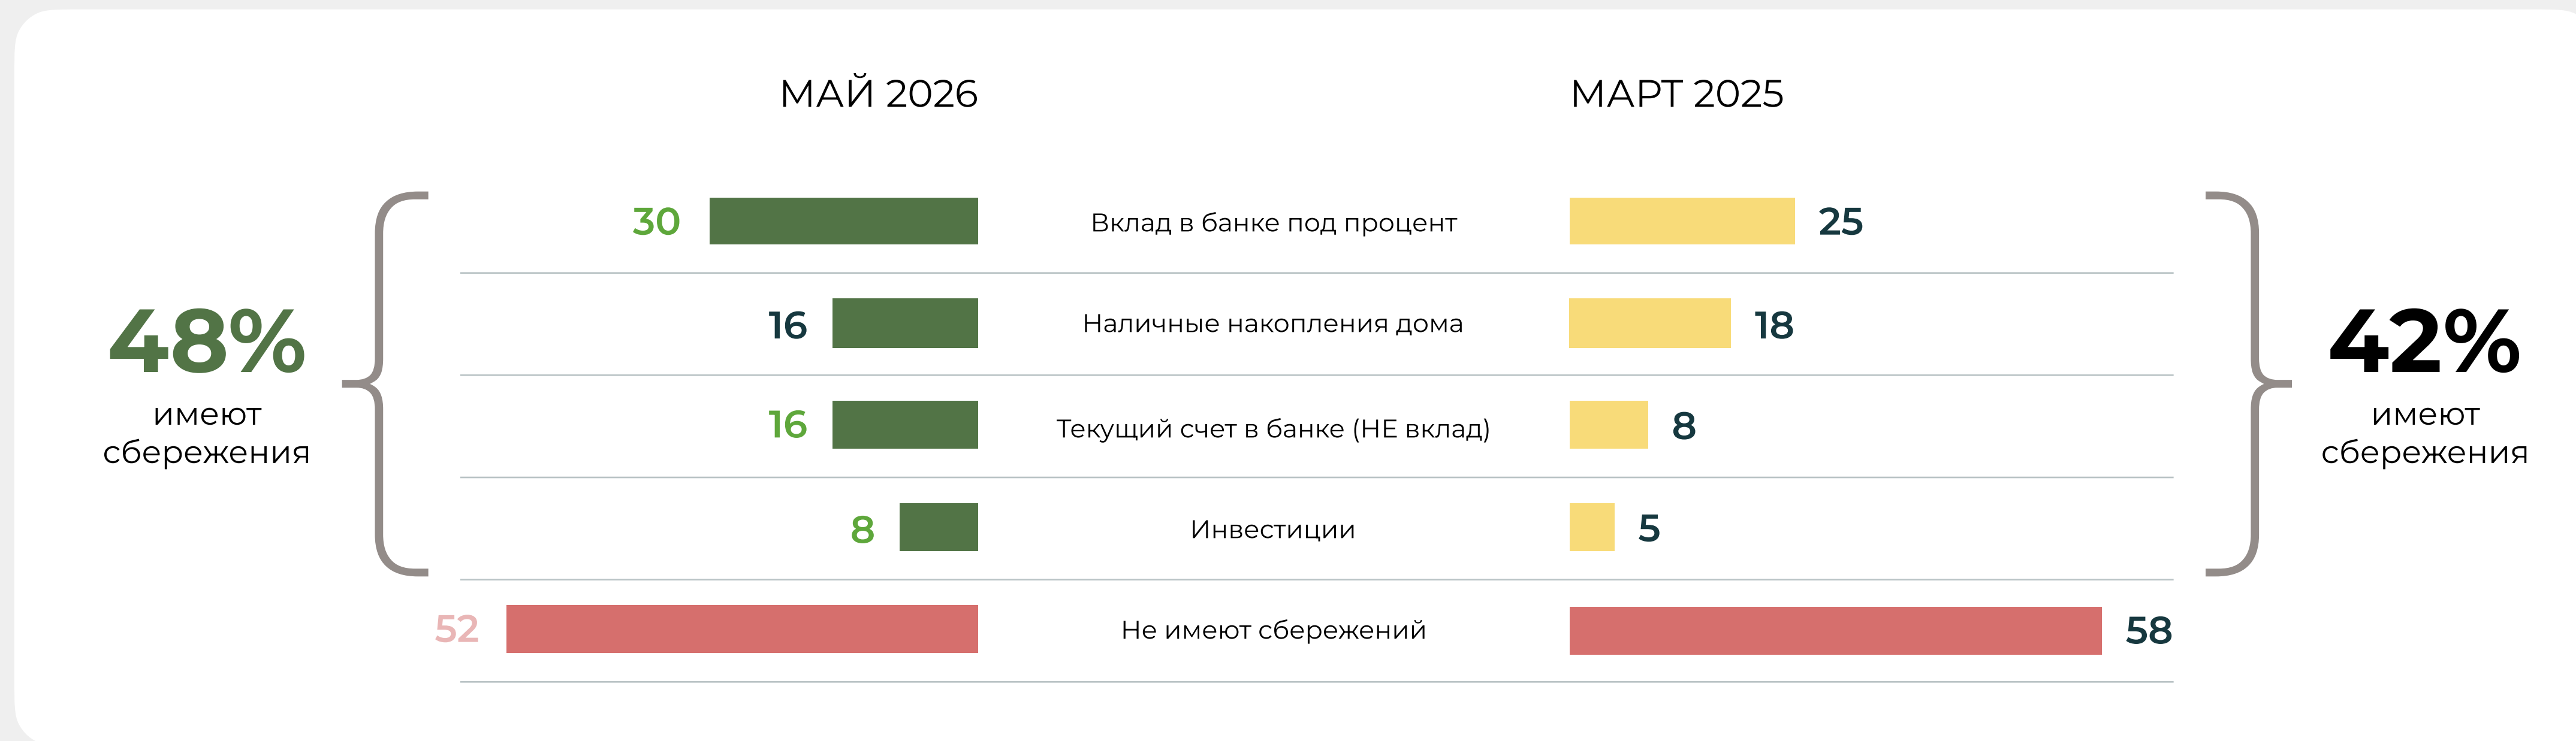 МАЙ 2026
МАРТ 2025
30
Вклад в банке под процент
25
16
Наличные накопления дома
18
48%
имеют
сбережения
42%
имеют
сбережения
16
Текущий счет в банке (НЕ вклад)
8
8
Инвестиции
5
52
Не имеют сбережений
58